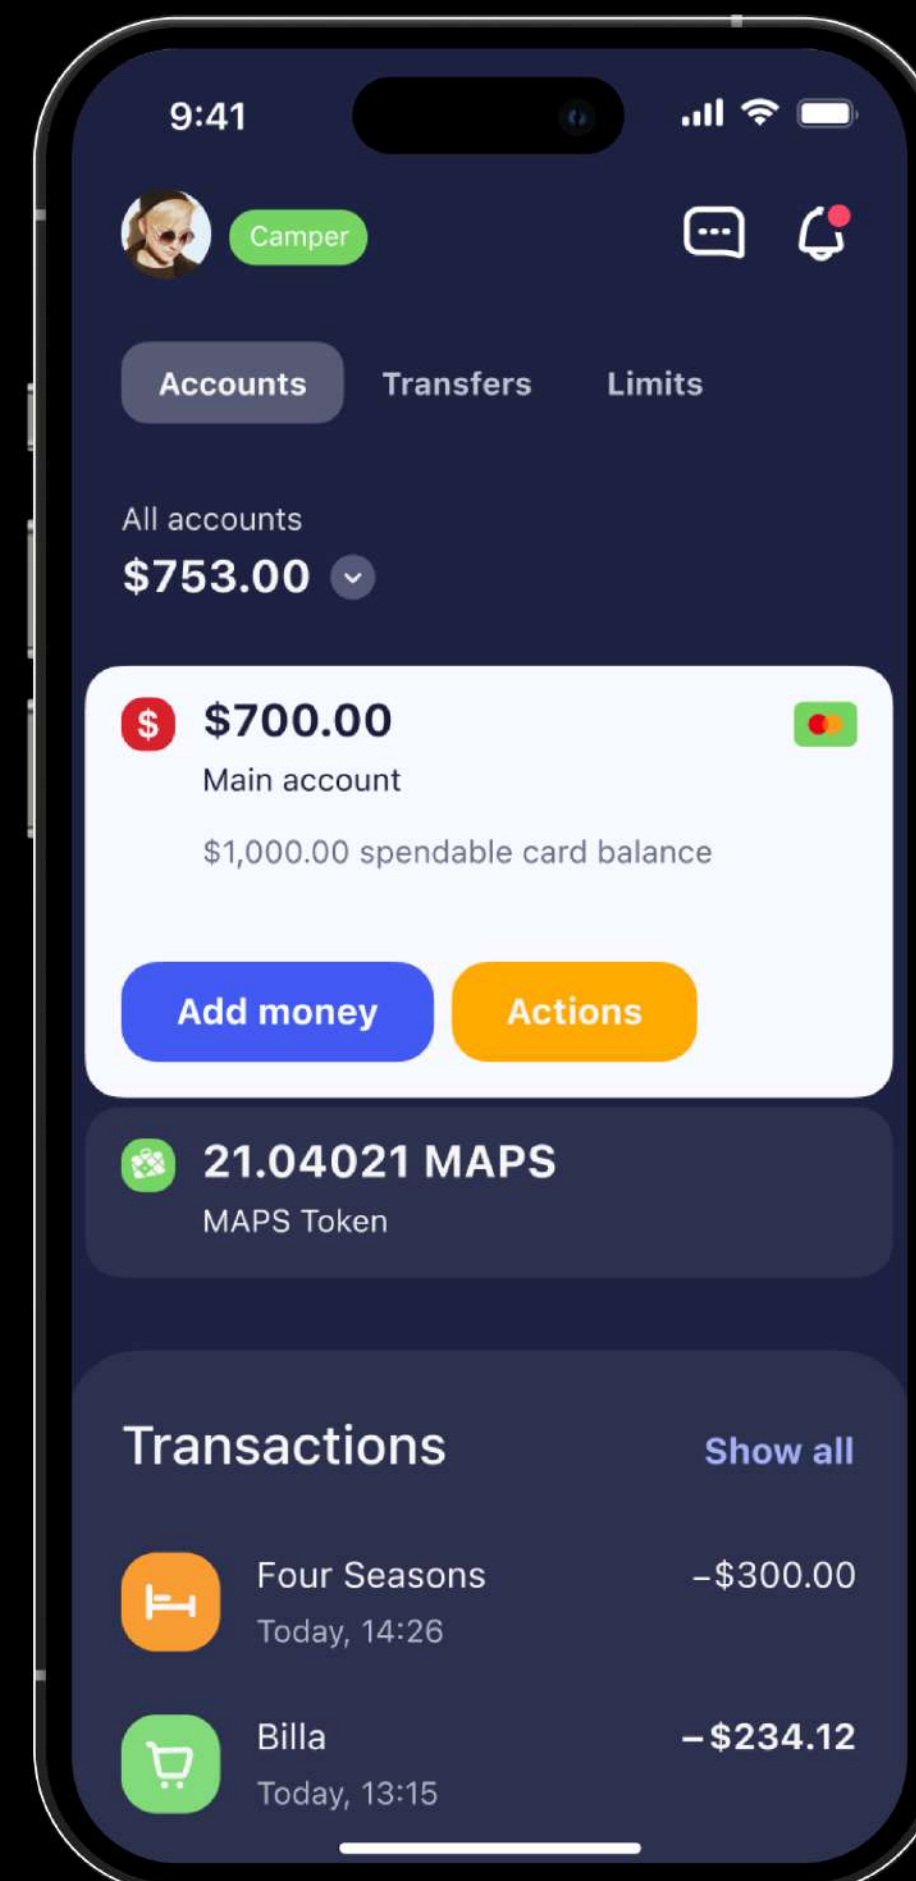 9:41
Camper
Accounts Transfers Limits
All accounts
$753.00
$ $700.00
Main account
$1,000.00 spendable card balance
Add money Actions
21.04021 MAPS
MAPS Token
Transactions Show all
Four Seasons –$300.00
Today, 14:26
Billa –$234.12
Today, 13:15